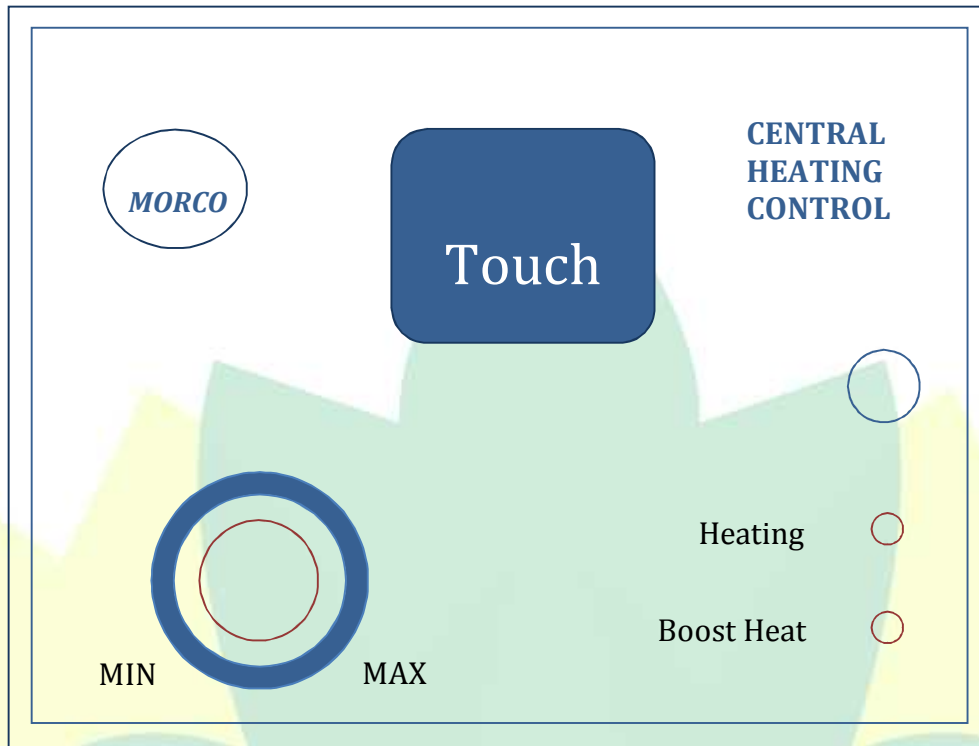 CENTRAL
HEATING
CONTROL
MORCO
Touch
Heating
Boost Heat
MIN
MAX